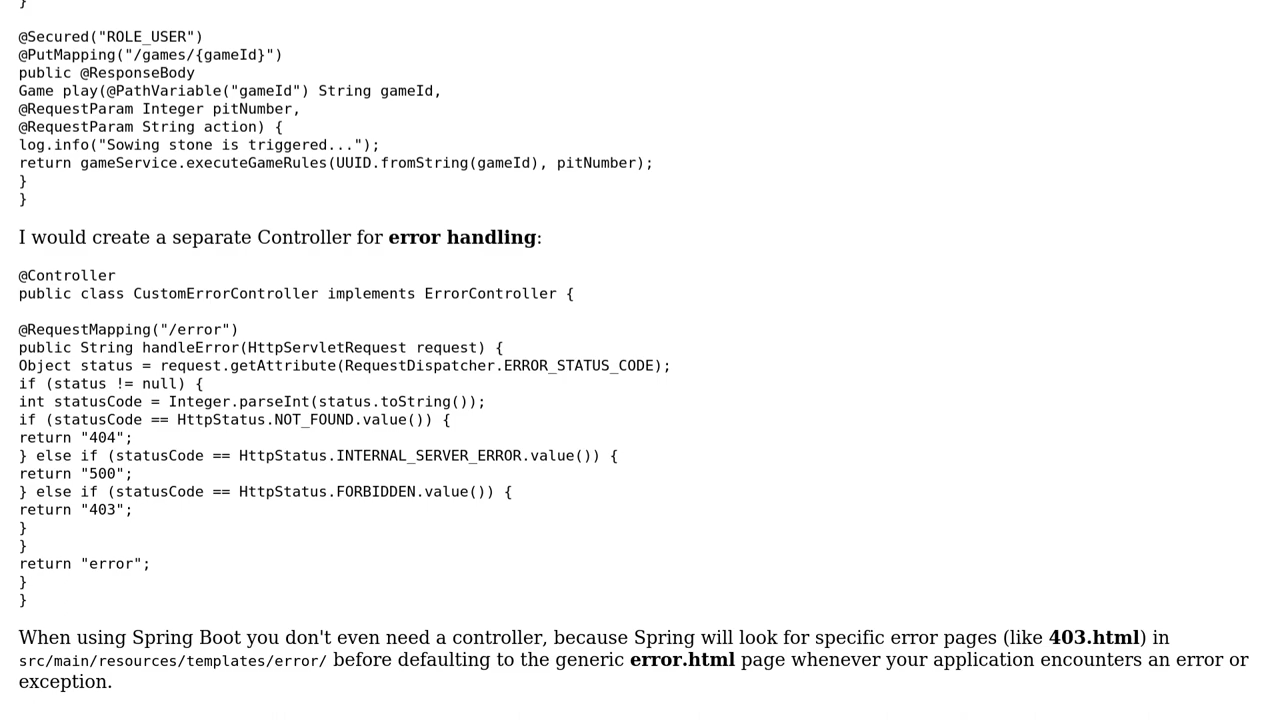 }
@Secured("ROLE_USER")
@PutMapping("/games/{gameId}")
public @ResponseBody
Game play(@PathVariable("gameId") String gameId,
@RequestParam Integer pitNumber,
@RequestParam String action) {
log.info("Sowing stone is triggered...");
return gameService.executeGameRules(UUID.fromString(gameId), pitNumber);
}
}
I would create a separate Controller for error handling:
@Controller
public class CustomErrorController implements ErrorController {
@RequestMapping("/error")
public String handleError(HttpServletRequest request) {
Object status = request.getAttribute(RequestDispatcher.ERROR_STATUS_CODE);
if (status != null) {
int statusCode = Integer.parseInt(status.toString());
if (statusCode == HttpStatus.NOT_FOUND.value()) {
return "404";
} else if (statusCode == HttpStatus.INTERNAL_SERVER_ERROR.value()) {
return "500";
} else if (statusCode == HttpStatus.FORBIDDEN.value()) {
return "403";
}
}
return "error";
}
}
When using Spring Boot you don't even need a controller, because Spring will look for specific error pages (like 403.html) in
src/main/resources/templates/error/ before defaulting to the generic error.html page whenever your application encounters an error or
exception.